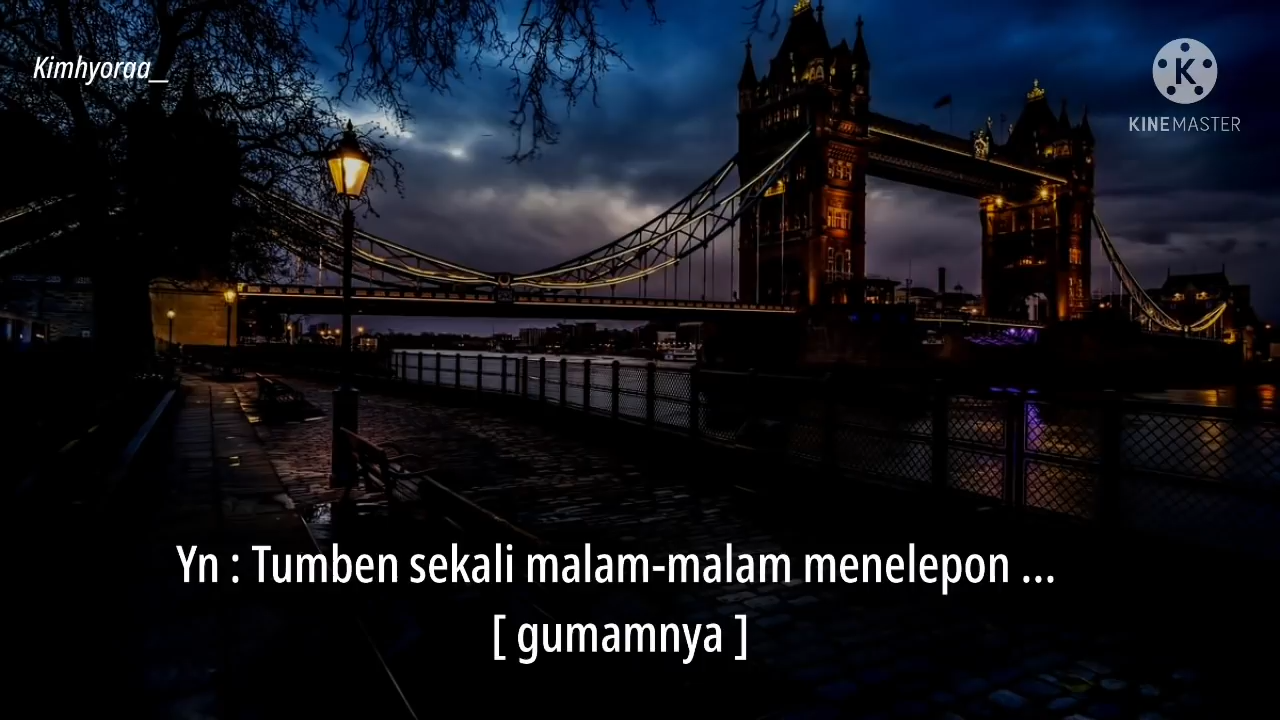 Kimhyoraa_
K
KINEMASTER
Yn : Tumben sekali malam-malam menelepon ...
[ gumamnya ]